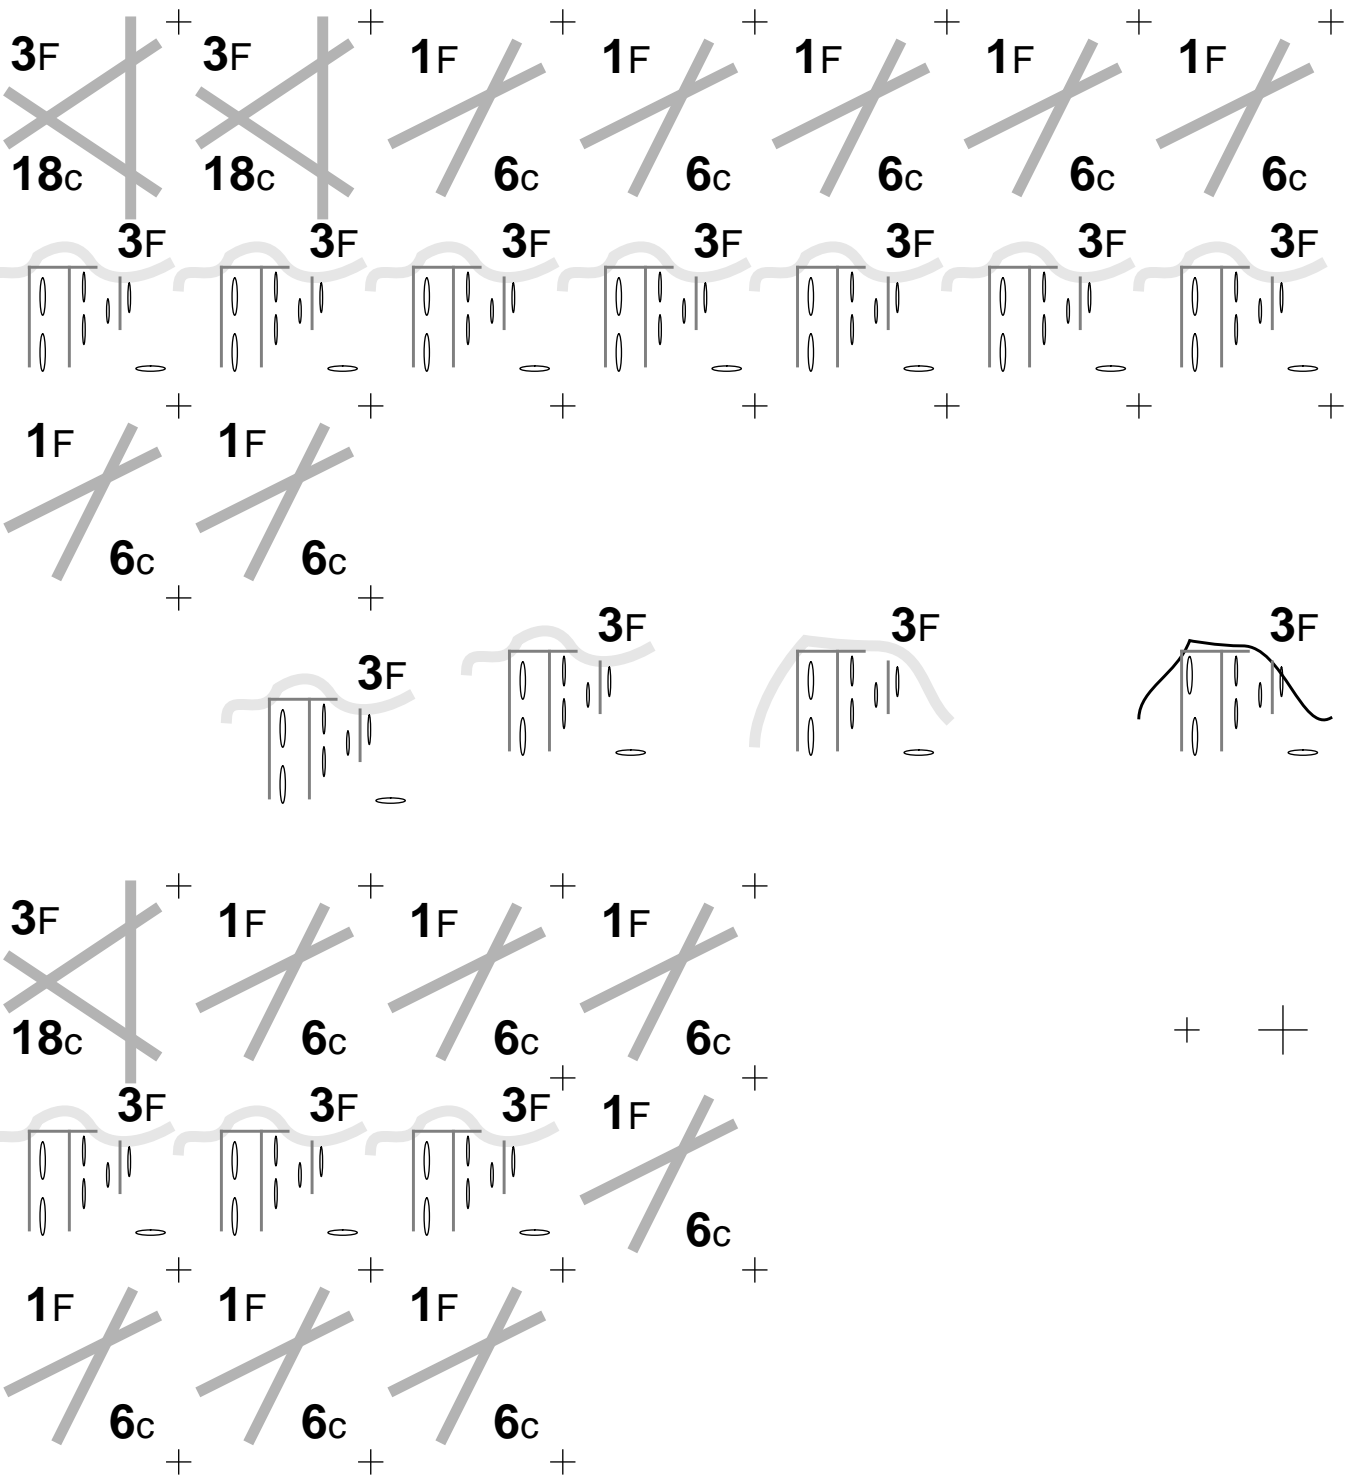 3F 3F 1F 1F 1F 1F 1F
18c 18c 6c 6c 6c 6c 6c
3F 3F 3F 3F 3F 3F 3F
1F 1F
6c 6c
3F 3F 3F
3F
3F 1F 1F 1F
18c 6c 6c 6c
3F 3F 3F 1F
6c
1F 1F 1F
6c 6c 6c